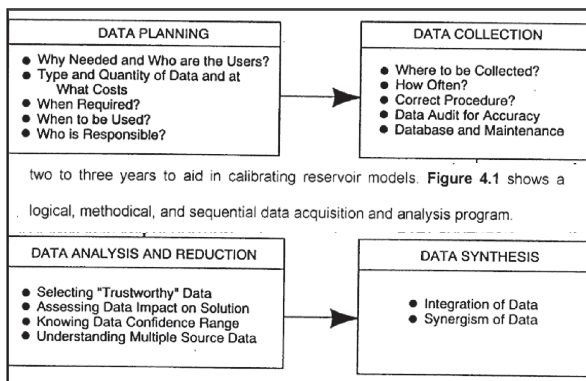 DATA PLANNING
● Why Needed and Who are the Users?
● Type and Quantity of Data and at
What Costs
● When Required?
● When to be Used?
● Who is Responsible?
DATA COLLECTION
● Where to be Collected?
● How Often?
● Correct Procedure?
● Data Audit for Accuracy
● Database and Maintenance
two to three years to aid in calibrating reservoir models. Figure 4.1 shows a
logical, methodical, and sequential data acquisition and analysis program.
DATA ANALYSIS AND REDUCTION
● Selecting "Trustworthy" Data
● Assessing Data Impact on Solution
● Knowing Data Confidence Range
● Understanding Multiple Source Data
DATA SYNTHESIS
● Integration of Data
● Synergism of Data